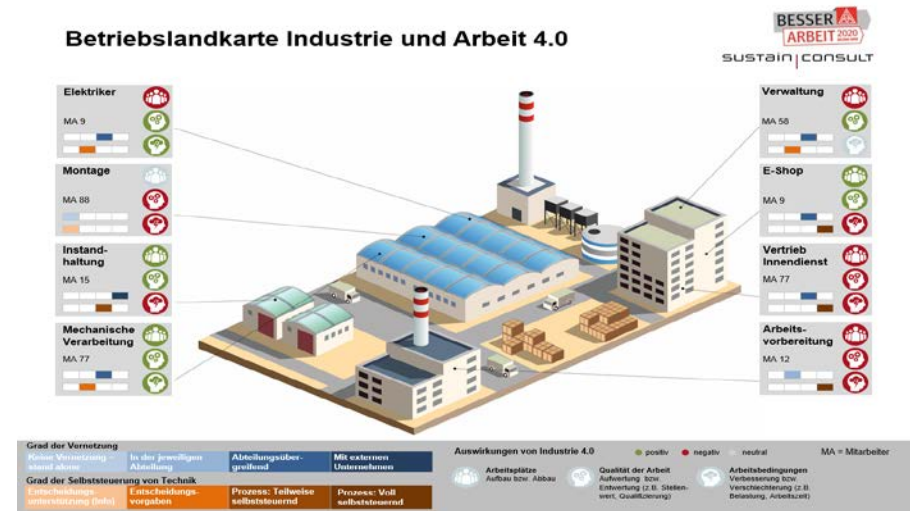 Betriebslandkarte Industrie und Arbeit 4.0
BESSER
ARBEIT 2020
sustain|consult
Elektriker
MA 9
Montage
MA 88
Instand-
haltung
MA 15
Mechanische
Verarbeitung
MA 77
Verwaltung
MA 58
E-Shop
MA 9
Vertrieb
Innendienst
MA 77
Arbeits-
vorbereitung
MA 12
Grad der Vernetzung
Keine Vernetzung –
stand alone
In der jeweiligen
Abteilung
Abteilungsüber-
greifend
Mit externen
Unternehmen
Grad der Selbststeuerung von Technik
Entscheidungs-
unterstützung (Info)
Entscheidungs-
vorgaben
Prozess: Teilweise
selbststeuernd
Prozess: Voll
selbststeuernd
Auswirkungen von Industrie 4.0
positiv
negativ
neutral
MA = Mitarbeiter
Arbeitsplätze
Aufbau bzw. Abbau
Qualität der Arbeit
Aufwertung bzw.
Entwertung (z.B. Stellen-
wert, Qualifizierung)
Arbeitsbedingungen
Verbesserung bzw.
Verschlechterung (z.B.
Belastung, Arbeitszeit)